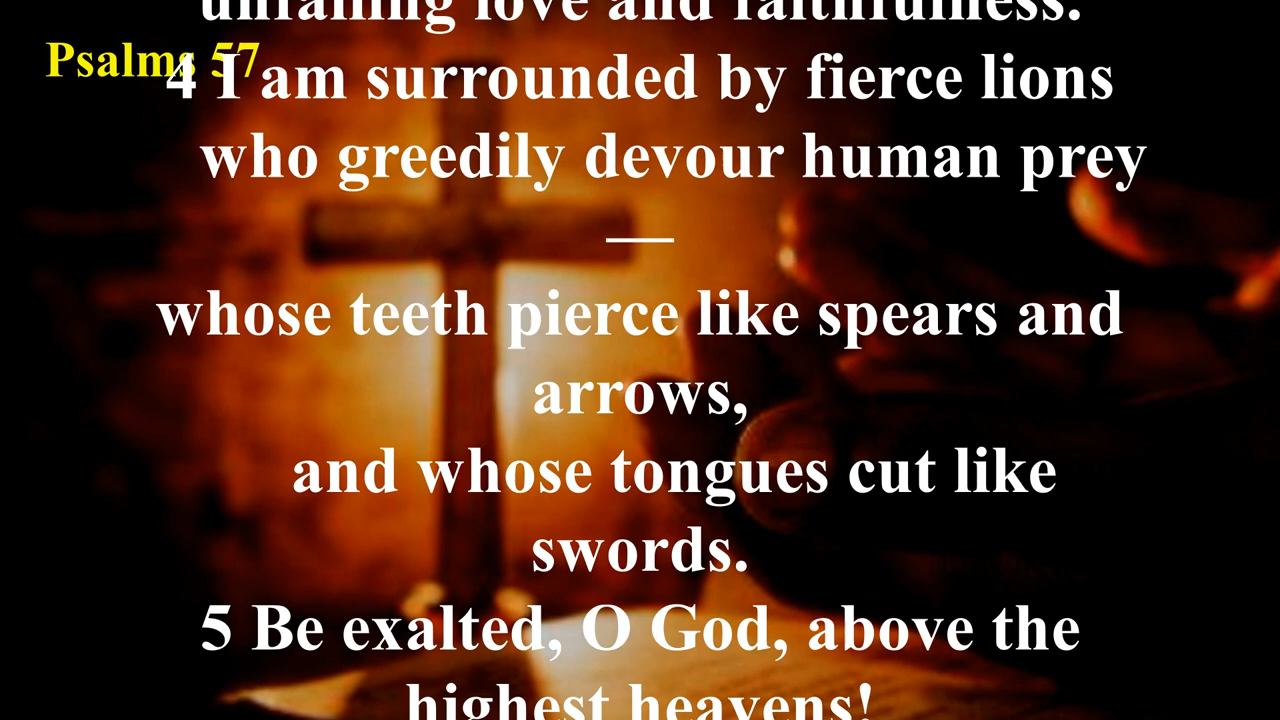 unfailing love and faithfulness.
Psalms 57
4 I am surrounded by fierce lions
who greedily devour human prey
—
whose teeth pierce like spears and
arrows,
and whose tongues cut like
swords.
5 Be exalted, O God, above the
highest heavens!